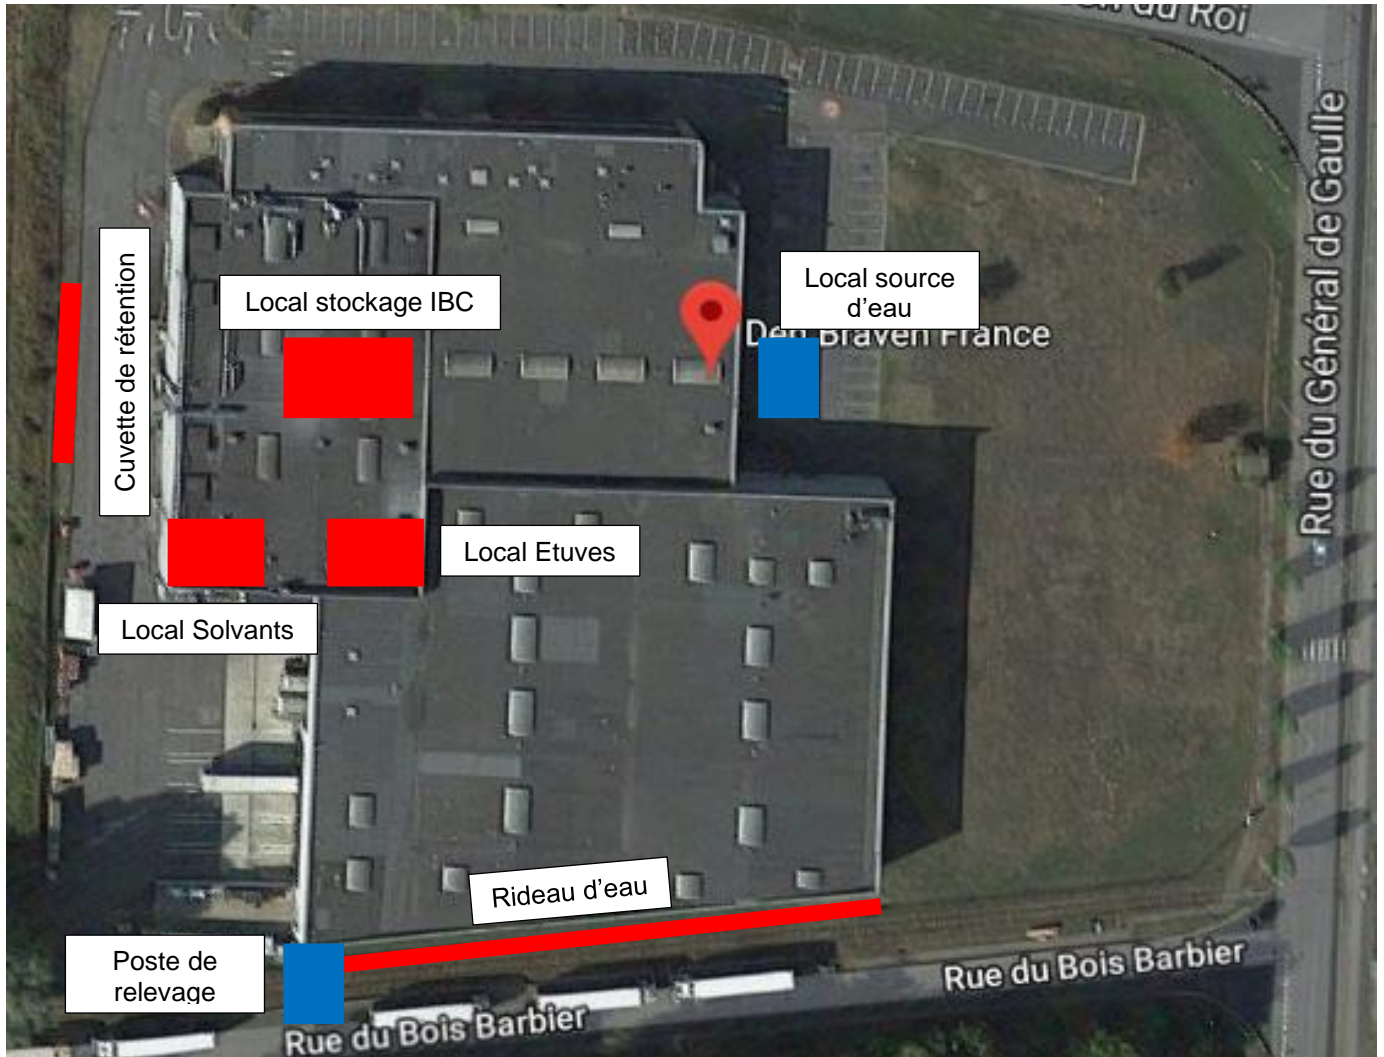 du Roi
Rue du Général de Gaulle
Cuvette de rétention
Local stockage IBC
Local source
d'eau
Den Braven France
Local Etuves
Local Solvants
Rideau d'eau
Poste de
relevage
Rue du Bois Barbier
Rue du Bois Barbier